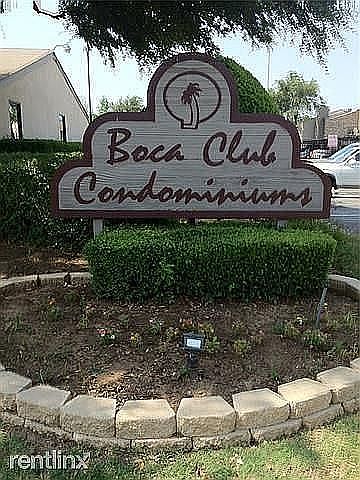 Boca Club
Condominiums
rentlinx